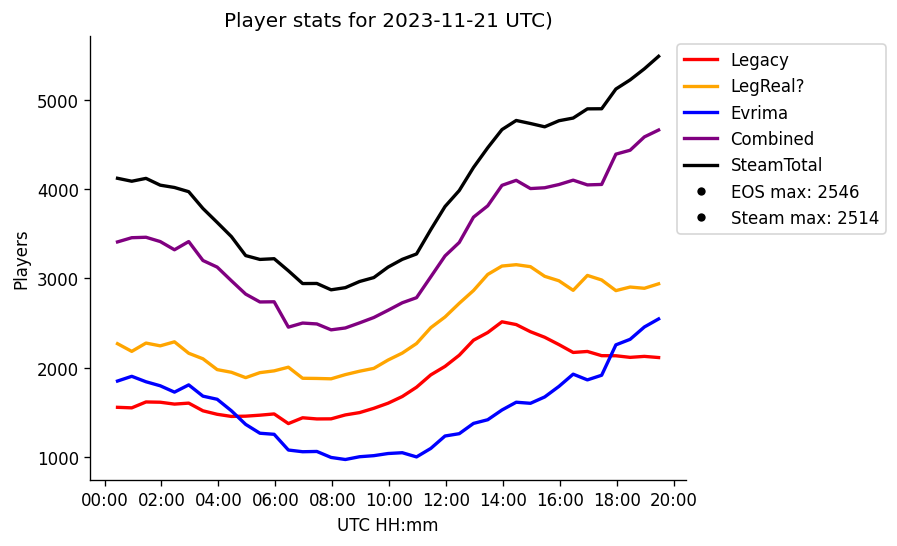 Player stats for 2023-11-21 UTC)
Legacy
LegReal?
Evrima
Combined
SteamTotal
EOS max: 2546
Steam max: 2514
Players
5000
4000
3000
2000
1000
00:00 02:00 04:00 06:00 08:00 10:00 12:00 14:00 16:00 18:00 20:00
UTC HH:mm